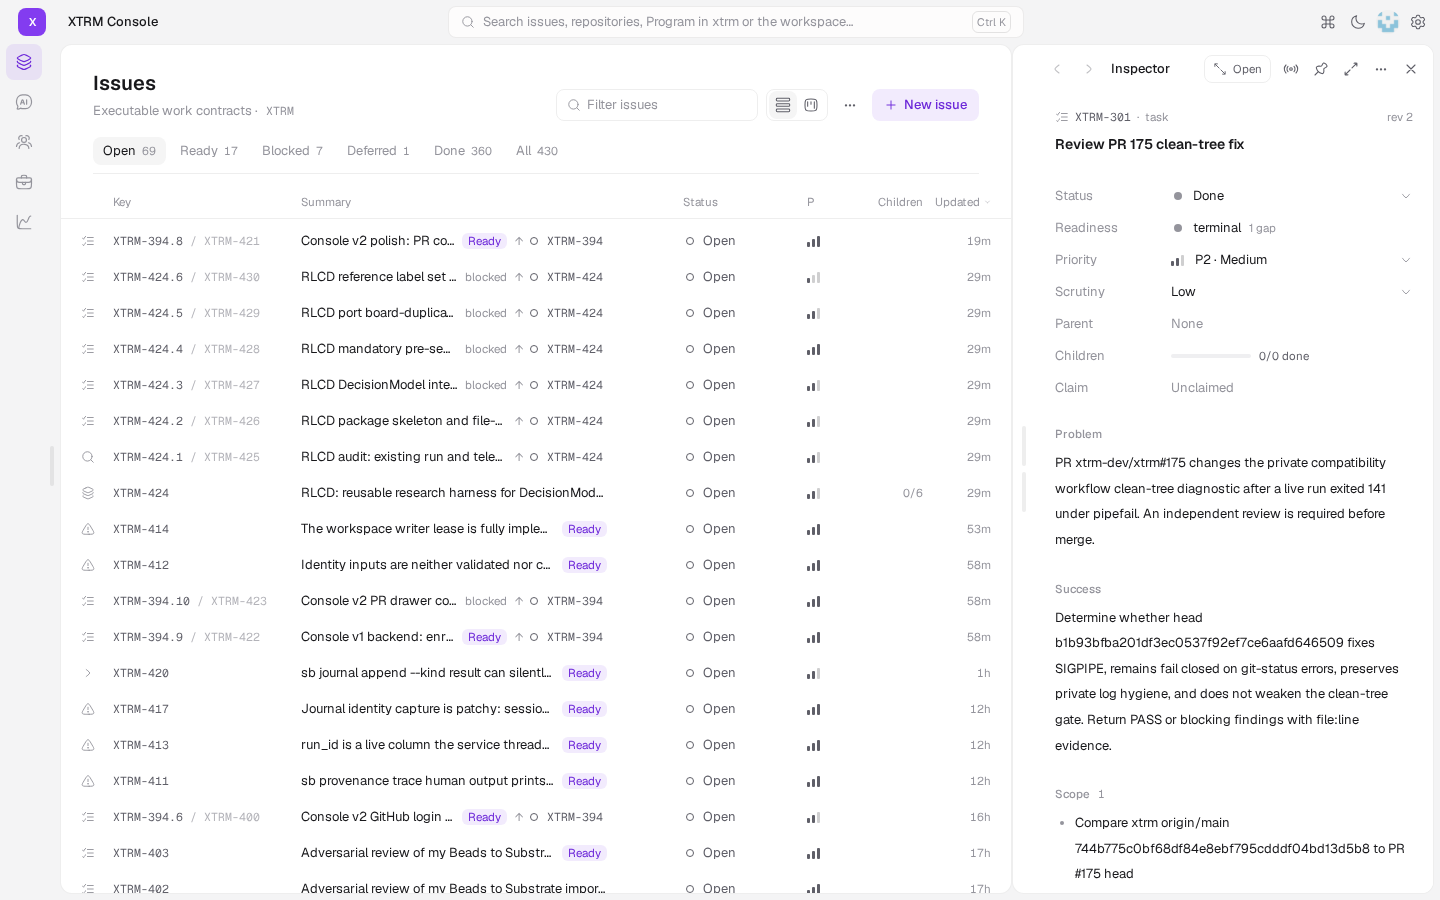 X XTRM Console Search issues, repositories, Program in xtrm or the workspace... Ctrl K
AI
Issues
Executable work contracts · XTRM
Filter issues
... + New issue
Open 69 Ready 17 Blocked 7 Deferred 1 Done 360 All 430
Key Summary Status P Children Updated
XTRM-394.8 / XTRM-421 Console v2 polish: PR co... Ready ↑ XTRM-394 Open 19m
XTRM-424.6 / XTRM-430 RLCD reference label set ... blocked ↑ XTRM-424 Open 29m
XTRM-424.5 / XTRM-429 RLCD port board-duplica... blocked ↑ XTRM-424 Open 29m
XTRM-424.4 / XTRM-428 RLCD mandatory pre-se... blocked ↑ XTRM-424 Open 29m
XTRM-424.3 / XTRM-427 RLCD DecisionModel inte... blocked ↑ XTRM-424 Open 29m
XTRM-424.2 / XTRM-426 RLCD package skeleton and file-... ↑ XTRM-424 Open 29m
XTRM-424.1 / XTRM-425 RLCD audit: existing run and tele... ↑ XTRM-424 Open 29m
XTRM-424 RLCD: reusable research harness for DecisionMod... Open 0/6 29m
XTRM-414 The workspace writer lease is fully imple... Ready Open 53m
XTRM-412 Identity inputs are neither validated nor c... Ready Open 58m
XTRM-394.10 / XTRM-423 Console v2 PR drawer co... blocked ↑ XTRM-394 Open 58m
XTRM-394.9 / XTRM-422 Console v1 backend: enr... Ready ↑ XTRM-394 Open 58m
XTRM-420 sb journal append --kind result can silentl... Ready Open 1h
XTRM-417 Journal identity capture is patchy: sessio... Ready Open 12h
XTRM-413 run_id is a live column the service thread... Ready Open 12h
XTRM-411 sb provenance trace human output prints... Ready Open 12h
XTRM-394.6 / XTRM-400 Console v2 GitHub login ... Ready ↑ XTRM-394 Open 16h
XTRM-403 Adversarial review of my Beads to Substr... Ready Open 17h
XTRM-402 Adversarial review of my Beads to Substrate impor... Open 17h
Inspector Open ...
XTRM-301 · task rev 2
Review PR 175 clean-tree fix
Status Done
Readiness terminal 1 gap
Priority P2 · Medium
Scrutiny Low
Parent None
Children 0/0 done
Claim Unclaimed
Problem
PR xtrm-dev/xtrm#175 changes the private compatibility
workflow clean-tree diagnostic after a live run exited 141
under pipefail. An independent review is required before
merge.
Success
Determine whether head
b1b93bfba201df3ec0537f92ef7ce6aafd646509 fixes
SIGPIPE, remains fail closed on git-status errors, preserves
private log hygiene, and does not weaken the clean-tree
gate. Return PASS or blocking findings with file:line
evidence.
Scope 1
• Compare xtrm origin/main
744b775c0bf68df84e8ebf795cdddf04bd13d5b8 to PR
#175 head